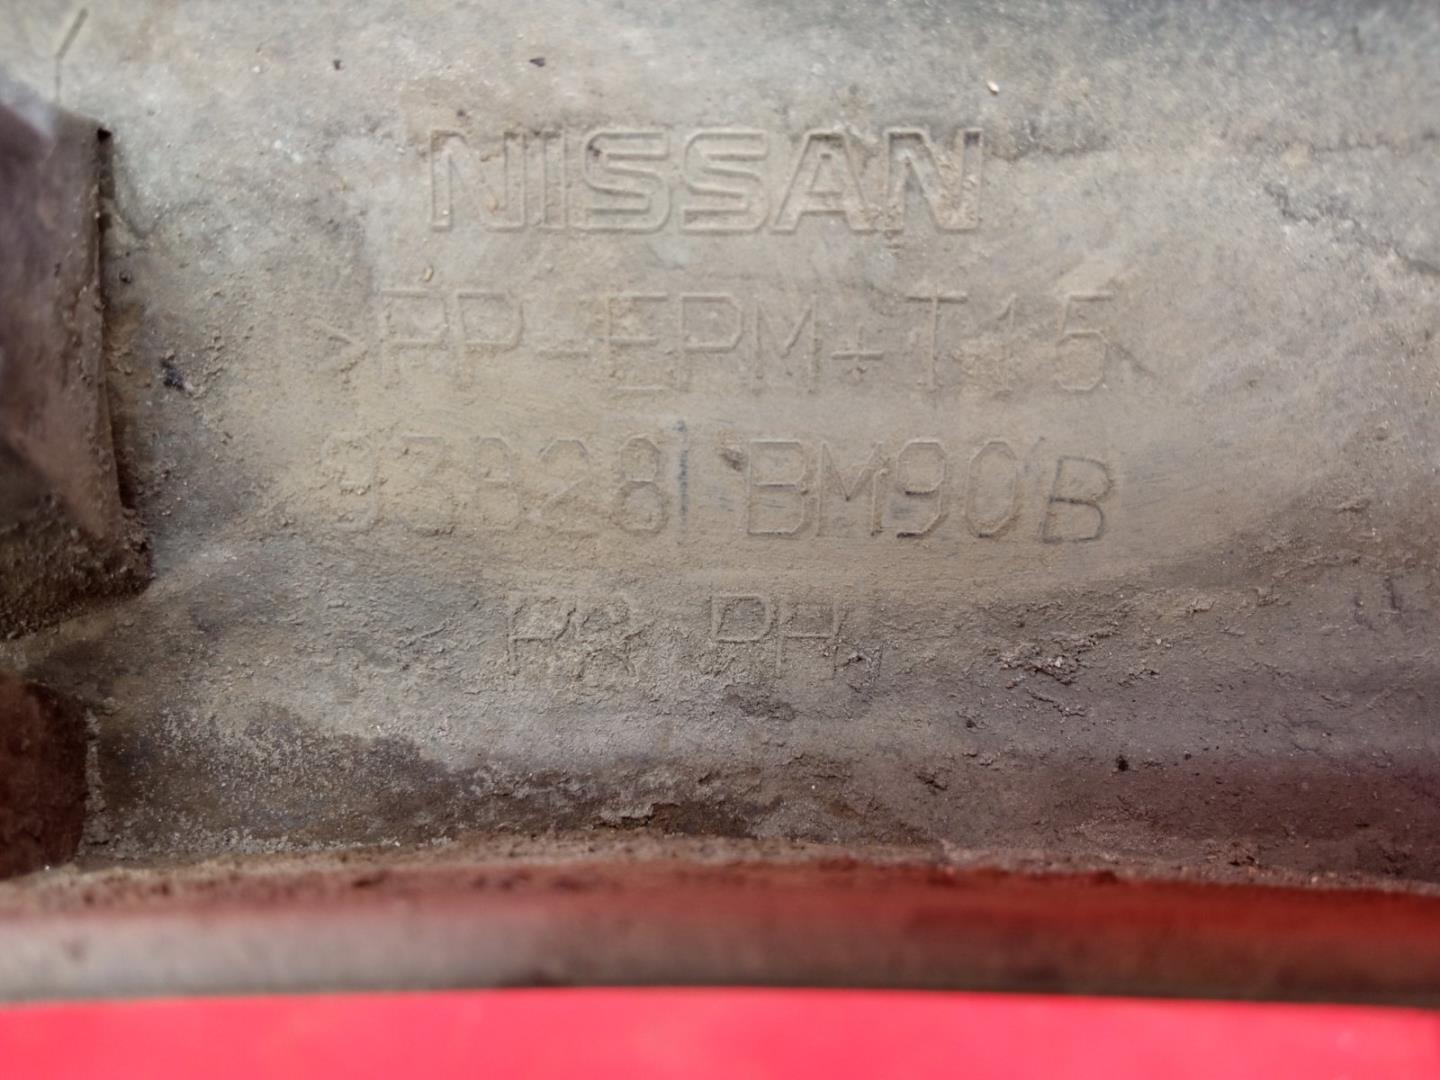 NISSAN
>PP-EPM+T15
93828 BM90B
RR RH